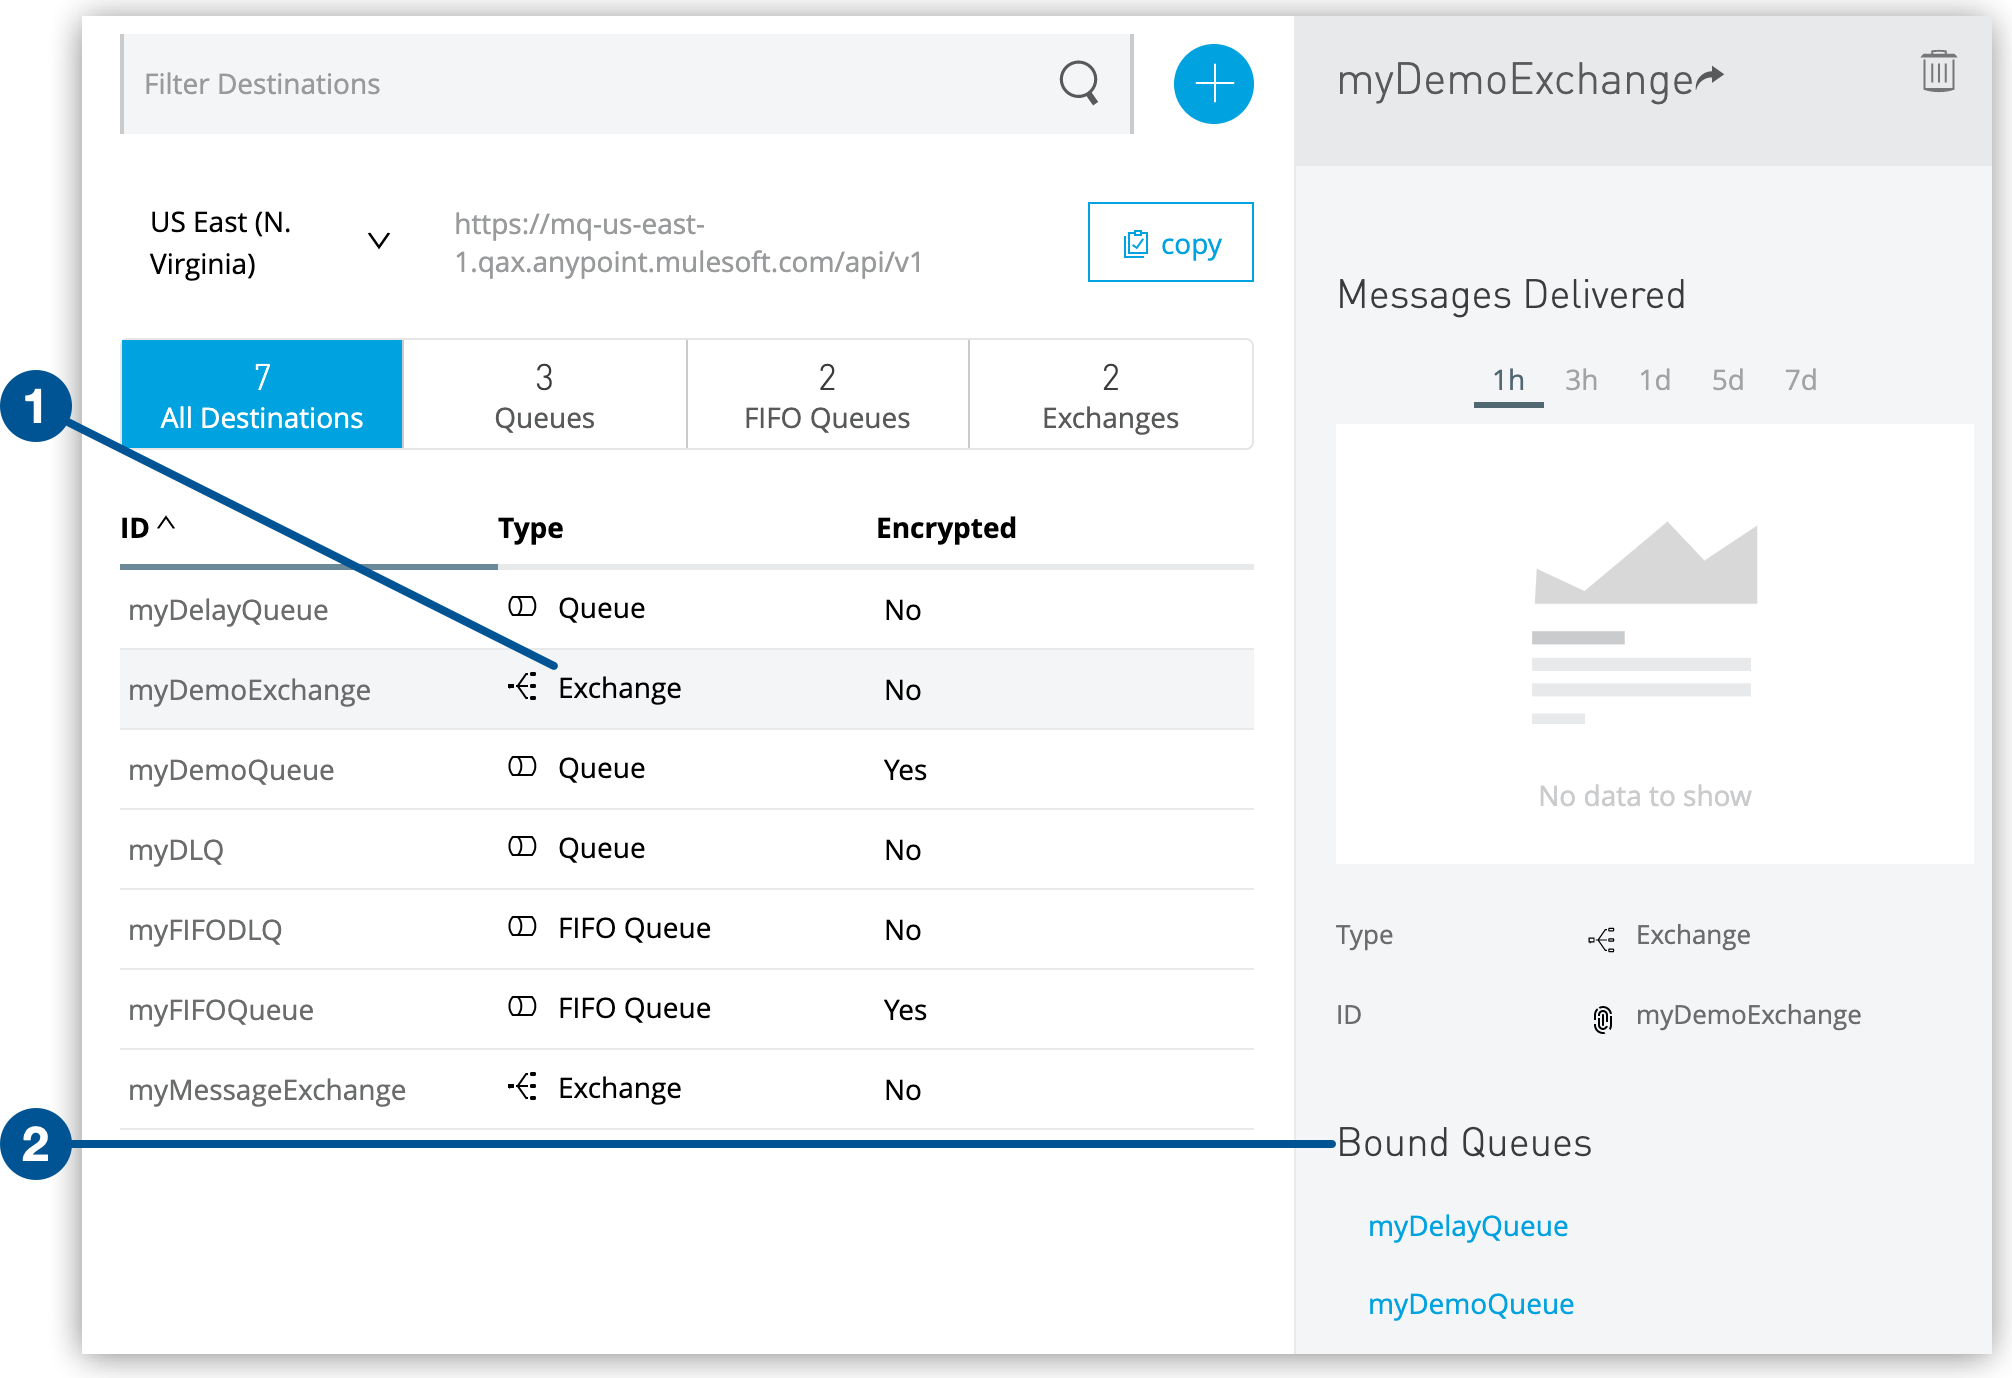 Filter Destinations
US East (N.
Virginia)
https://mq-us-east-
1.qax.anypoint.mulesoft.com/api/v1
copy
7
All Destinations
3
Queues
2
FIFO Queues
2
Exchanges
1
ID Type Encrypted
myDelayQueue Queue No
myDemoExchange Exchange No
myDemoQueue Queue Yes
myDLQ Queue No
myFIFODLQ FIFO Queue No
myFIFOQueue FIFO Queue Yes
myMessageExchange Exchange No
2
myDemoExchange
Messages Delivered
1h 3h 1d 5d 7d
No data to show
Type Exchange
ID myDemoExchange
Bound Queues
myDelayQueue
myDemoQueue